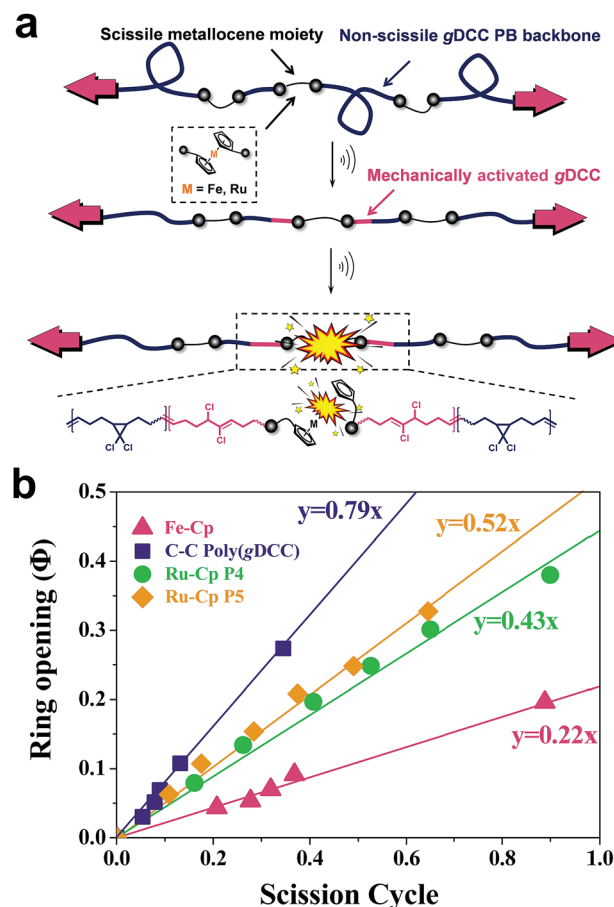 a
Scissile metallocene moiety
Non-scissile gDCC PB backbone
M
M = Fe, Ru
Mechanically activated gDCC
Cl
Cl
Cl
Cl
M
Cl
Cl
Cl Cl
b
0.5
0.4
0.3
0.2
0.1
0.0
Ring opening (Φ)
Fe-Cp
C-C Poly(gDCC)
Ru-Cp P4
Ru-Cp P5
y=0.79x
y=0.52x
y=0.43x
y=0.22x
0.0 0.2 0.4 0.6 0.8 1.0
Scission Cycle